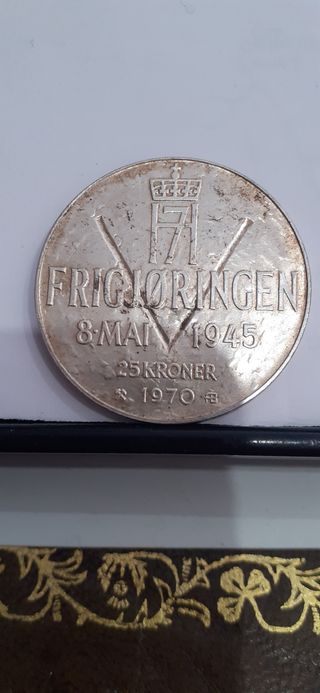 FRIGJØRINGEN
8·MAI 1945
25 KRONER
1970